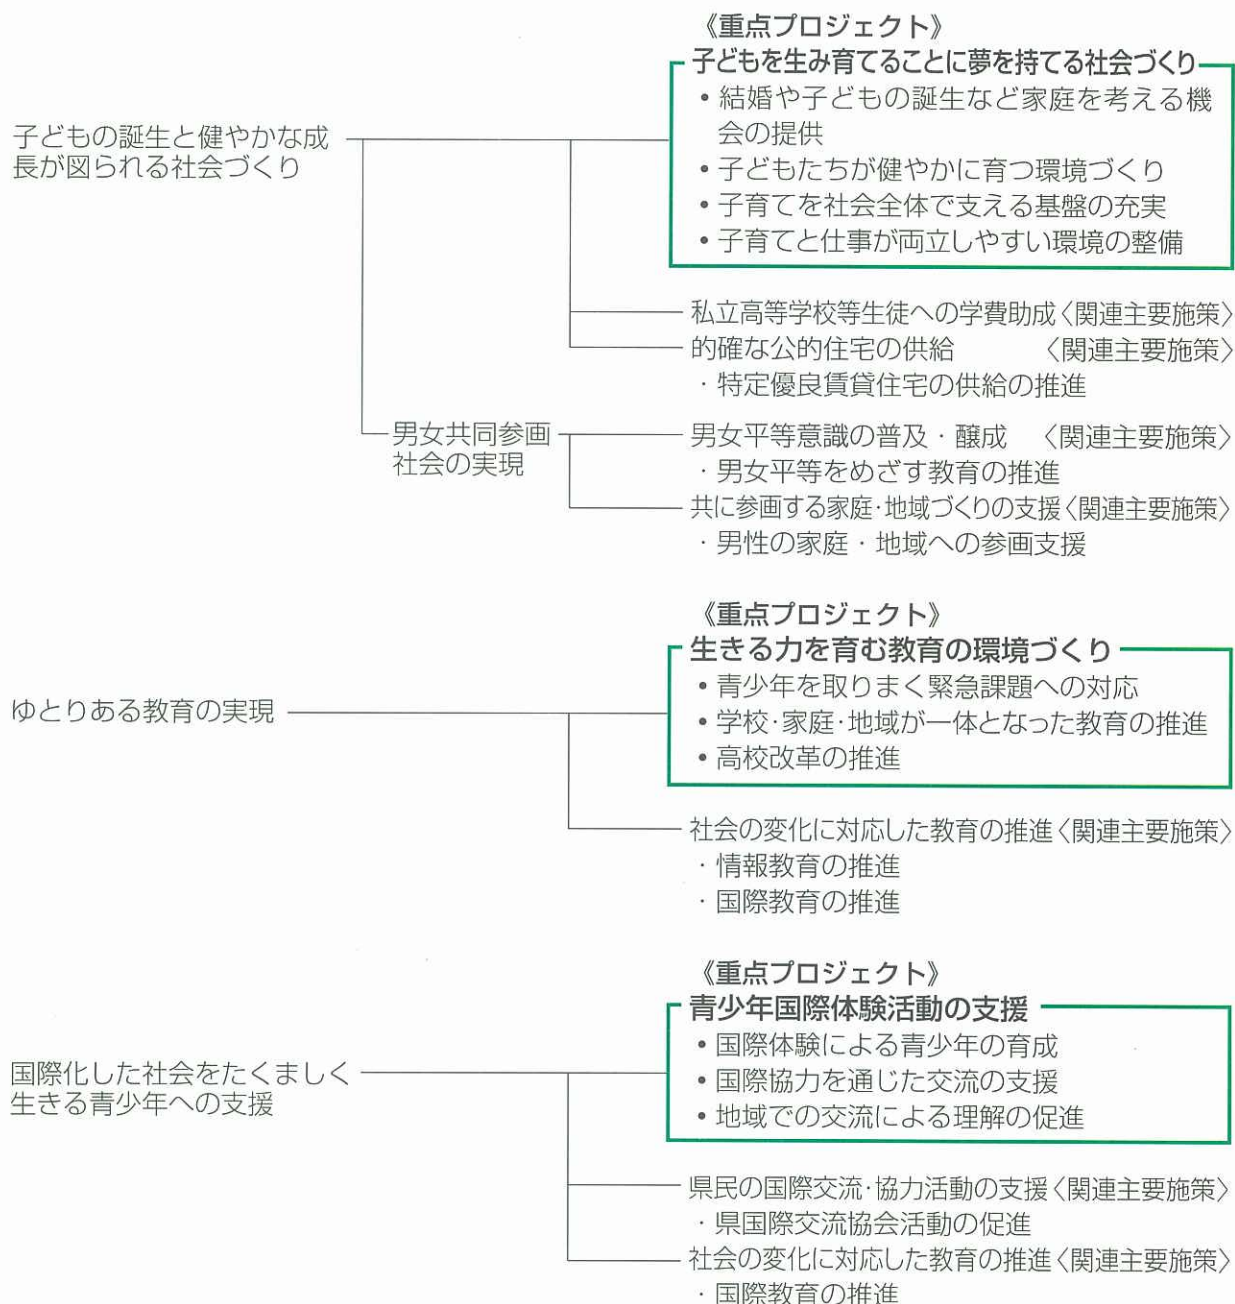 《重点プロジェクト》
子どもを生み育てることに夢を持てる社会づくり
• 結婚や子どもの誕生など家庭を考える機
会の提供
• 子どもたちが健やかに育つ環境づくり
• 子育てを社会全体で支える基盤の充実
• 子育てと仕事が両立しやすい環境の整備
子どもの誕生と健やかな成
長が図られる社会づくり
私立高等学校等生徒への学費助成〈関連主要施策〉
的確な公的住宅の供給 〈関連主要施策〉
・特定優良賃貸住宅の供給の推進
男女共同参画
社会の実現
男女平等意識の普及・醸成 〈関連主要施策〉
・男女平等をめざす教育の推進
共に参画する家庭・地域づくりの支援〈関連主要施策〉
・男性の家庭・地域への参画支援
《重点プロジェクト》
生きる力を育む教育の環境づくり
• 青少年を取りまく緊急課題への対応
• 学校・家庭・地域が一体となった教育の推進
• 高校改革の推進
ゆとりある教育の実現
社会の変化に対応した教育の推進〈関連主要施策〉
・情報教育の推進
・国際教育の推進
《重点プロジェクト》
青少年国際体験活動の支援
• 国際体験による青少年の育成
• 国際協力を通じた交流の支援
• 地域での交流による理解の促進
国際化した社会をたくましく
生きる青少年への支援
県民の国際交流・協力活動の支援〈関連主要施策〉
・県国際交流協会活動の促進
社会の変化に対応した教育の推進〈関連主要施策〉
・国際教育の推進